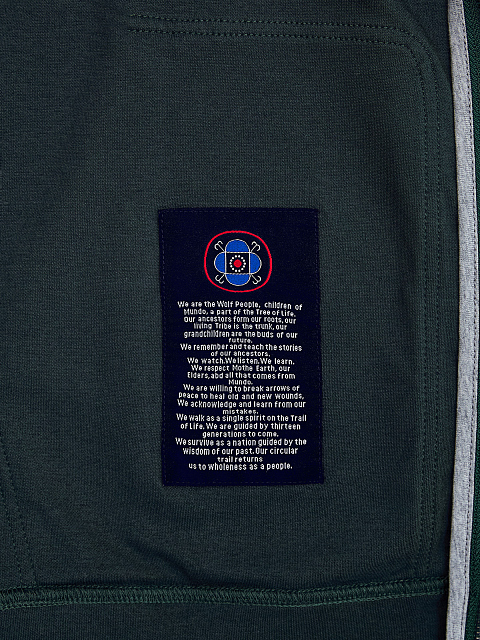 We are the Wolf People, children of
Mundo, a part of the Tree of Life.
Our ancestors form our roots, our
living Tribe is the trunk, our
grandchildren are the buds of our
future.
We remember and teach the stories
of our ancestors.
We watch.We listen.We learn.
We respect Mothe Earth, our
Elders,abd all that comes from
Mundo.
We are willing to break arrows of
peace to heal old and new wounds,
We acknowledge and learn from our
mistakes.
We walk as a single spirit on the Trail
of Life. We are guided by thirteen
generations to come.
We survive as a nation guided by the
wisdom of our past. Our circular
trail returns
us to wholeness as a people.